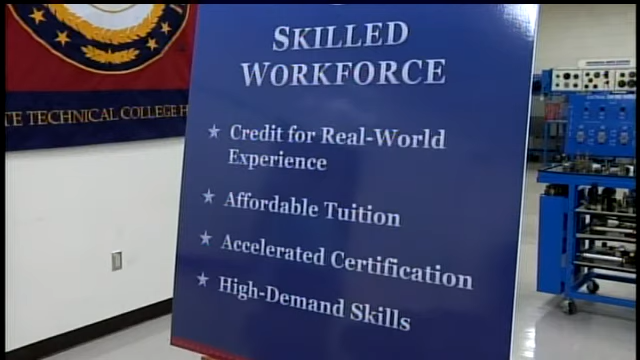 TE TECHNICAL COLLEGE H
SKILLED
WORKFORCE
Credit for Real-World
Experience
Affordable Tuition
Accelerated Certification
High-Demand Skills